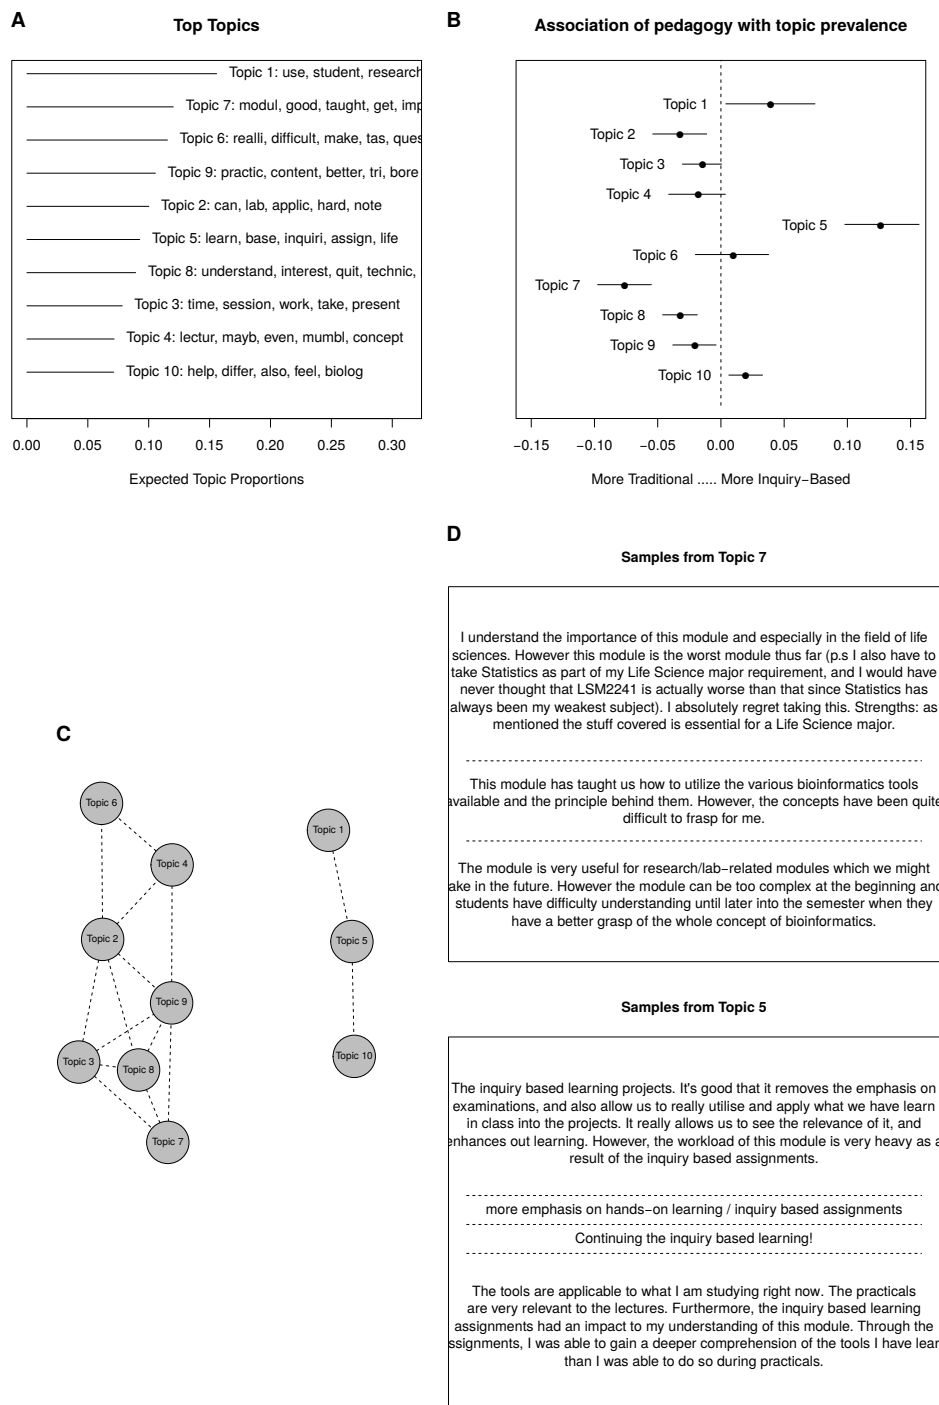 A
Top Topics
Topic 1: use, student, research
Topic 7: modul, good, taught, get, imp
Topic 6: realli, difficult, make, tas, ques
Topic 9: practic, content, better, tri, bore
Topic 2: can, lab, applic, hard, note
Topic 5: learn, base, inquiri, assign, life
Topic 8: understand, interest, quit, technic,
Topic 3: time, session, work, take, present
Topic 4: lectur, mayb, even, mumbl, concept
Topic 10: help, differ, also, feel, biolog
0.00 0.05 0.10 0.15 0.20 0.25 0.30
Expected Topic Proportions
B
Association of pedagogy with topic prevalence
Topic 1
Topic 2
Topic 3
Topic 4
Topic 5
Topic 6
Topic 7
Topic 8
Topic 9
Topic 10
−0.15 −0.10 −0.05 0.00 0.05 0.10 0.15
More Traditional ..... More Inquiry−Based
C
Topic 6
Topic 4
Topic 2
Topic 9
Topic 3
Topic 8
Topic 7
Topic 1
Topic 5
Topic 10
D
Samples from Topic 7
I understand the importance of this module and especially in the field of life
sciences. However this module is the worst module thus far (p.s I also have to
take Statistics as part of my Life Science major requirement, and I would have
never thought that LSM2241 is actually worse than that since Statistics has
always been my weakest subject). I absolutely regret taking this. Strengths: as
mentioned the stuff covered is essential for a Life Science major.
This module has taught us how to utilize the various bioinformatics tools
available and the principle behind them. However, the concepts have been quite
difficult to frasp for me.
The module is very useful for research/lab−related modules which we might
ake in the future. However the module can be too complex at the beginning and
students have difficulty understanding until later into the semester when they
have a better grasp of the whole concept of bioinformatics.
Samples from Topic 5
The inquiry based learning projects. It's good that it removes the emphasis on
examinations, and also allow us to really utilise and apply what we have learn
in class into the projects. It really allows us to see the relevance of it, and
enhances out learning. However, the workload of this module is very heavy as a
result of the inquiry based assignments.
more emphasis on hands−on learning / inquiry based assignments
Continuing the inquiry based learning!
The tools are applicable to what I am studying right now. The practicals
are very relevant to the lectures. Furthermore, the inquiry based learning
assignments had an impact to my understanding of this module. Through the
ssignments, I was able to gain a deeper comprehension of the tools I have lear
than I was able to do so during practicals.